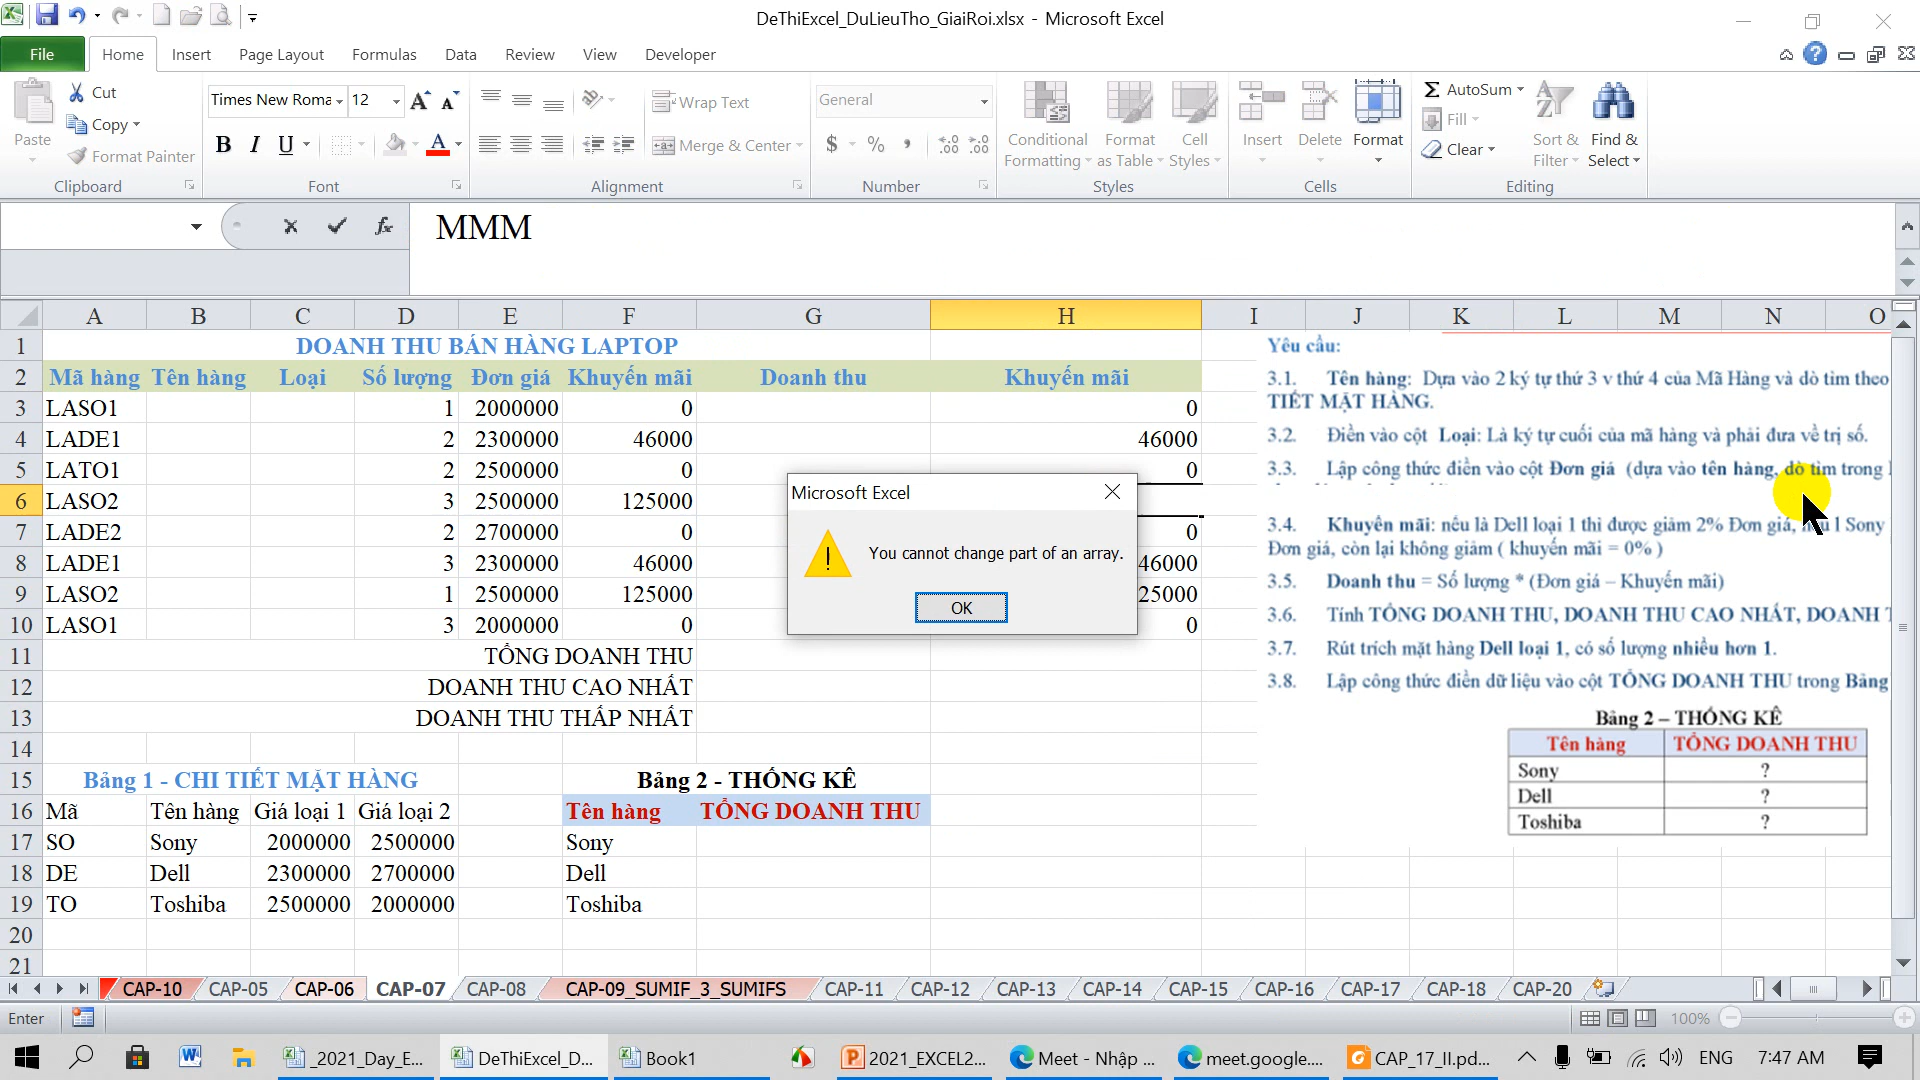 DeThiExcel_DuLieuTho_GiaiRoi.xlsx - Microsoft Excel
File Home Insert Page Layout Formulas Data Review View Developer
Paste
Cut
Copy
Format Painter
Clipboard
Times New Roma 12
B I U
Font
Wrap Text
Merge & Center
Alignment
General
$ % ,
Number
Conditional Formatting
Format as Table
Cell Styles
Styles
Insert Delete Format
Cells
AutoSum
Fill
Clear
Sort & Filter
Find & Select
Editing
MMM
A B C D E F G H I J K L M N O
1 DOANH THU BÁN HÀNG LAPTOP
2 Mã hàng Tên hàng Loại Số lượng Đơn giá Khuyến mãi Doanh thu Khuyến mãi
3 LASO1 1 2000000 0 0
4 LADE1 2 2300000 46000 46000
5 LATO1 2 2500000 0 0
6 LASO2 3 2500000 125000
7 LADE2 2 2700000 0 0
8 LADE1 3 2300000 46000 46000
9 LASO2 1 2500000 125000 25000
10 LASO1 3 2000000 0 0
11 TỔNG DOANH THU
12 DOANH THU CAO NHẤT
13 DOANH THU THẤP NHẤT
14
15 Bảng 1 - CHI TIẾT MẶT HÀNG Bảng 2 - THỐNG KÊ
16 Mã Tên hàng Giá loại 1 Giá loại 2 Tên hàng TỔNG DOANH THU
17 SO Sony 2000000 2500000 Sony
18 DE Dell 2300000 2700000 Dell
19 TO Toshiba 2500000 2000000 Toshiba
20
21
Microsoft Excel
You cannot change part of an array.
OK
Yêu cầu:
3.1. Tên hàng: Dựa vào 2 ký tự thứ 3 v thứ 4 của Mã Hàng và dò tìm theo
TIẾT MẶT HÀNG.
3.2. Điền vào cột Loại: Là ký tự cuối của mã hàng và phải đưa về trị số.
3.3. Lập công thức điền vào cột Đơn giá (dựa vào tên hàng, dò tìm trong
3.4. Khuyến mãi: nếu là Dell loại 1 thì được giảm 2% Đơn giá, l Sony
Đơn giá, còn lại không giảm ( khuyến mãi = 0% )
3.5. Doanh thu = Số lượng * (Đơn giá – Khuyến mãi)
3.6. Tính TỔNG DOANH THU, DOANH THU CAO NHẤT, DOANH
3.7. Rút trích mặt hàng Dell loại 1, có số lượng nhiều hơn 1.
3.8. Lập công thức điền dữ liệu vào cột TỔNG DOANH THU trong Bảng
Bảng 2 – THỐNG KÊ
Tên hàng TỔNG DOANH THU
Sony ?
Dell ?
Toshiba ?
CAP-10 CAP-05 CAP-06 CAP-07 CAP-08 CAP-09_SUMIF_3_SUMIFS CAP-11 CAP-12 CAP-13 CAP-14 CAP-15 CAP-16 CAP-17 CAP-18 CAP-20
Enter 100%
_2021_Day_E... DeThiExcel_D... Book1 2021_EXCEL2... Meet - Nhập ... meet.google.... CAP_17_II.pd... ENG 7:47 AM